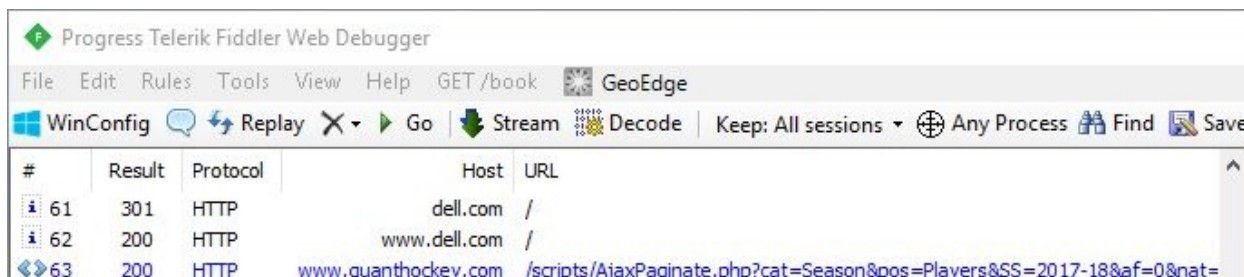 Progress Telerik Fiddler Web Debugger
File Edit Rules Tools View Help GET /book GeoEdge
WinConfig Replay Go Stream Decode Keep: All sessions Any Process Find Save
# Result Protocol Host URL
61 301 HTTP dell.com /
62 200 HTTP www.dell.com /
63 200 HTTP www.quanthockey.com /scripts/AjaxPaginate.php?cat=Season&pos=Players&SS=2017-18&af=0&nat=